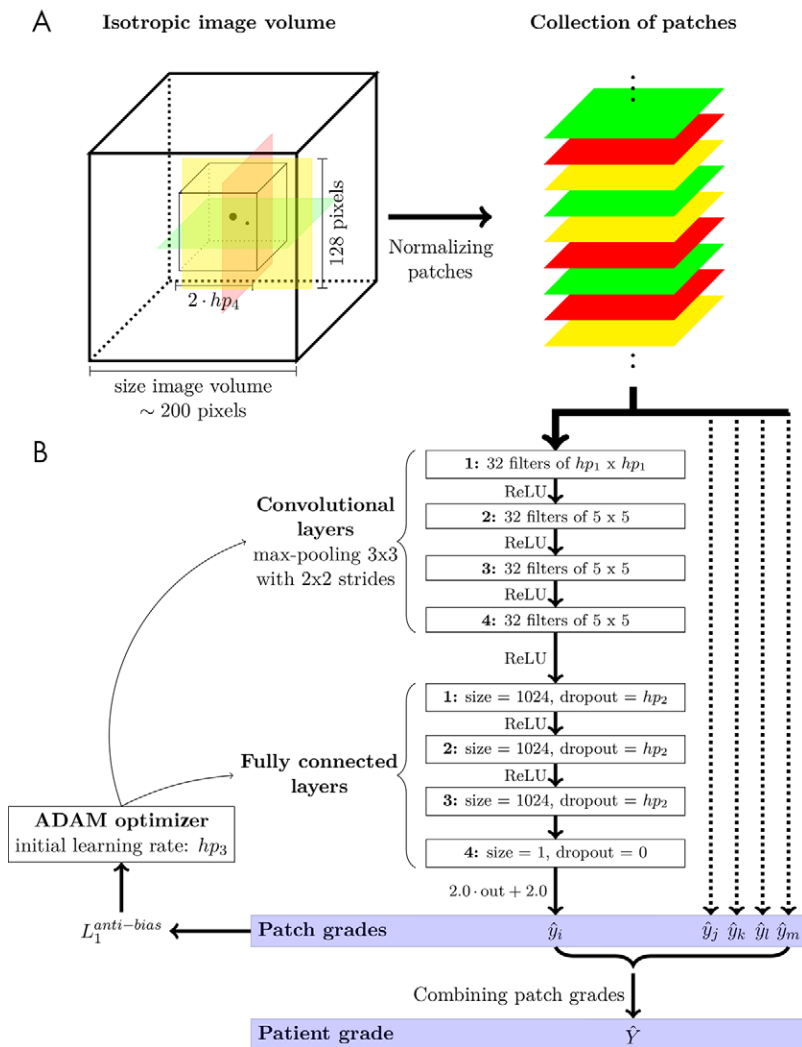 A
Isotropic image volume
Collection of patches
128 pixels
2 · hp₄
Normalizing
patches
size image volume
~ 200 pixels
B
1: 32 filters of hp₁ x hp₁
ReLU
2: 32 filters of 5 x 5
ReLU
3: 32 filters of 5 x 5
ReLU
4: 32 filters of 5 x 5
Convolutional
layers
max-pooling 3x3
with 2x2 strides
ReLU
1: size = 1024, dropout = hp₂
ReLU
2: size = 1024, dropout = hp₂
ReLU
3: size = 1024, dropout = hp₂
4: size = 1, dropout = 0
Fully connected
layers
ADAM optimizer
initial learning rate: hp₃
2.0 · out + 2.0
L₁^{anti−bias}
Patch grades
ŷᵢ
ŷⱼ ŷₖ ŷₗ ŷₘ
Combining patch grades
Patient grade
Ŷ